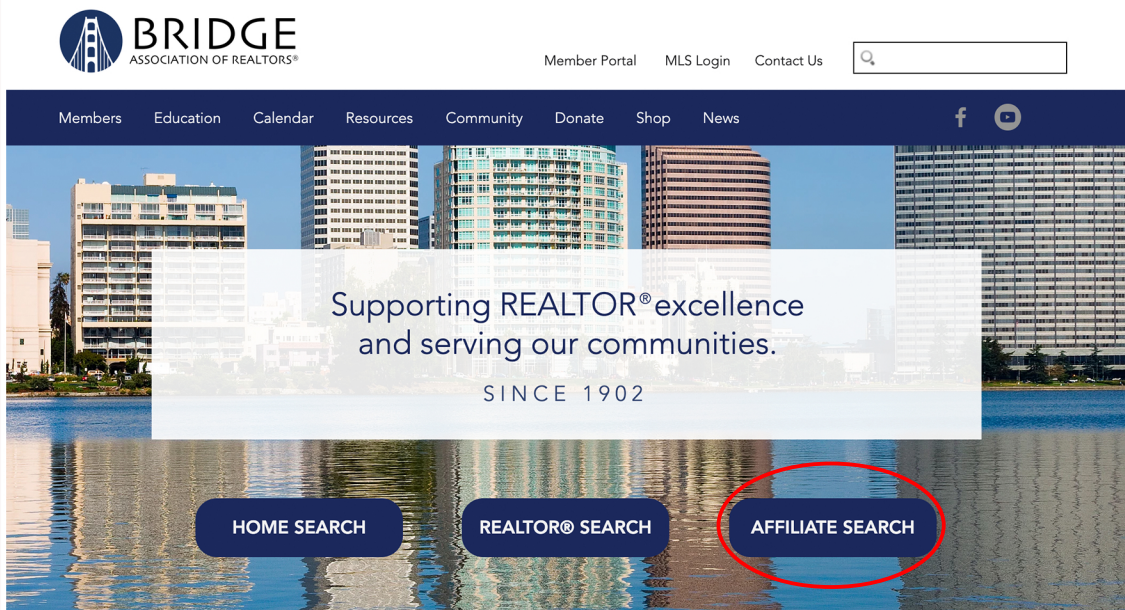 BRIDGE
ASSOCIATION OF REALTORS®
Member Portal MLS Login Contact Us
Members Education Calendar Resources Community Donate Shop News
Supporting REALTOR® excellence
and serving our communities.
SINCE 1902
HOME SEARCH REALTOR® SEARCH AFFILIATE SEARCH